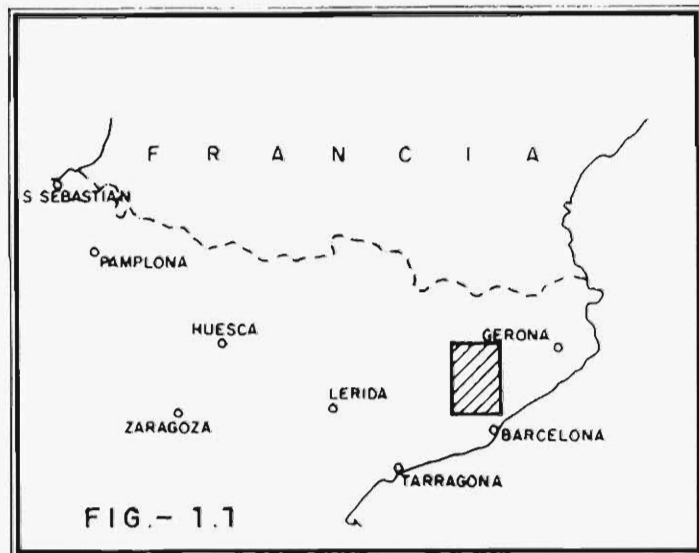 F R A N C I A
S SEBASTIAN
PAMPLONA
HUESCA
GERONA
LERIDA
ZARAGOZA
BARCELONA
TARRAGONA
FIG.- 1.1